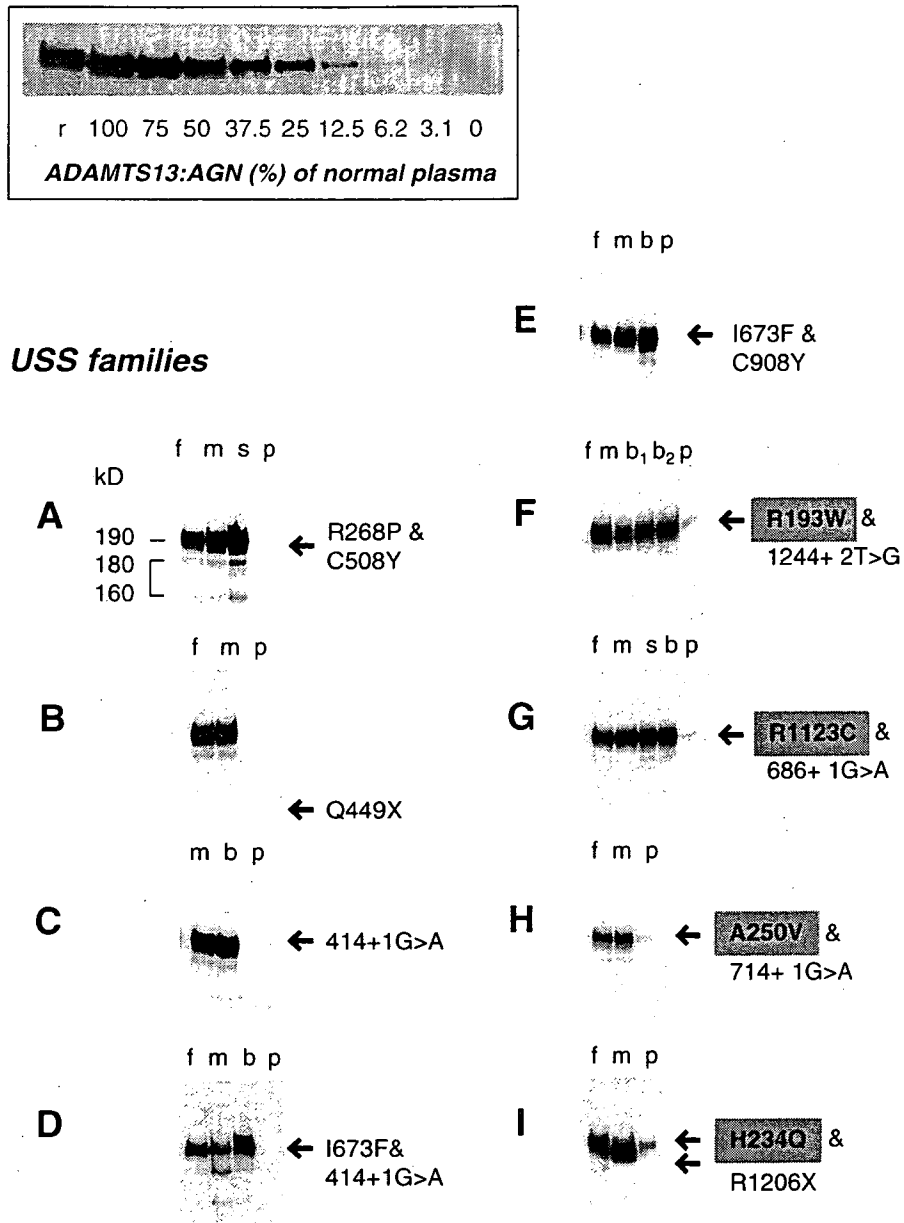 r 100 75 50 37.5 25 12.5 6.2 3.1 0
ADAMTS13:AGN (%) of normal plasma
USS families
A
f m s p
kD
190
180
160
R268P &
C508Y
B
f m p
Q449X
C
m b p
414+1G>A
D
f m b p
I673F&
414+1G>A
E
f m b p
I673F &
C908Y
F
f m b1 b2 p
R193W &
1244+ 2T>G
G
f m s b p
R1123C &
686+ 1G>A
H
f m p
A250V &
714+ 1G>A
I
f m p
H234Q &
R1206X